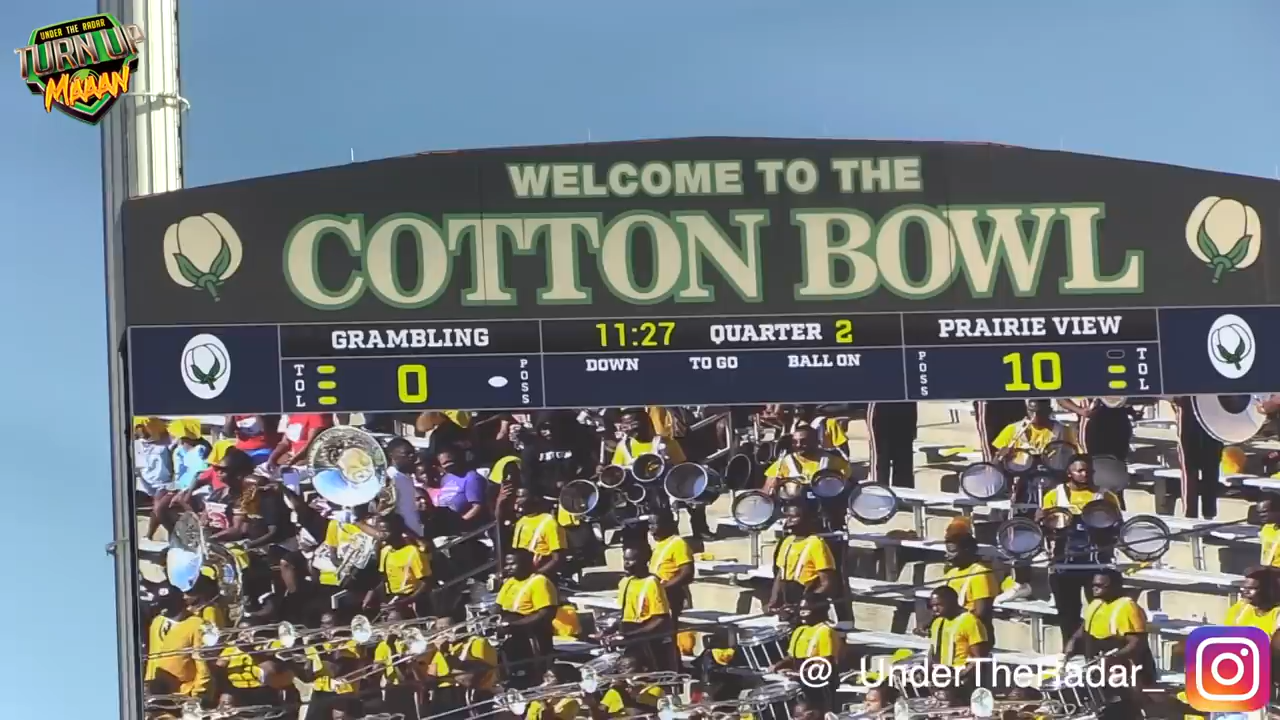 UNDER THE RADAR
TURN UP
MAAAN
WELCOME TO THE
COTTON BOWL
GRAMBLING 11:27 QUARTER 2 PRAIRIE VIEW
TOL 0 POSS DOWN TO GO BALL ON POSS 10 TOL
@_UnderTheRadar_